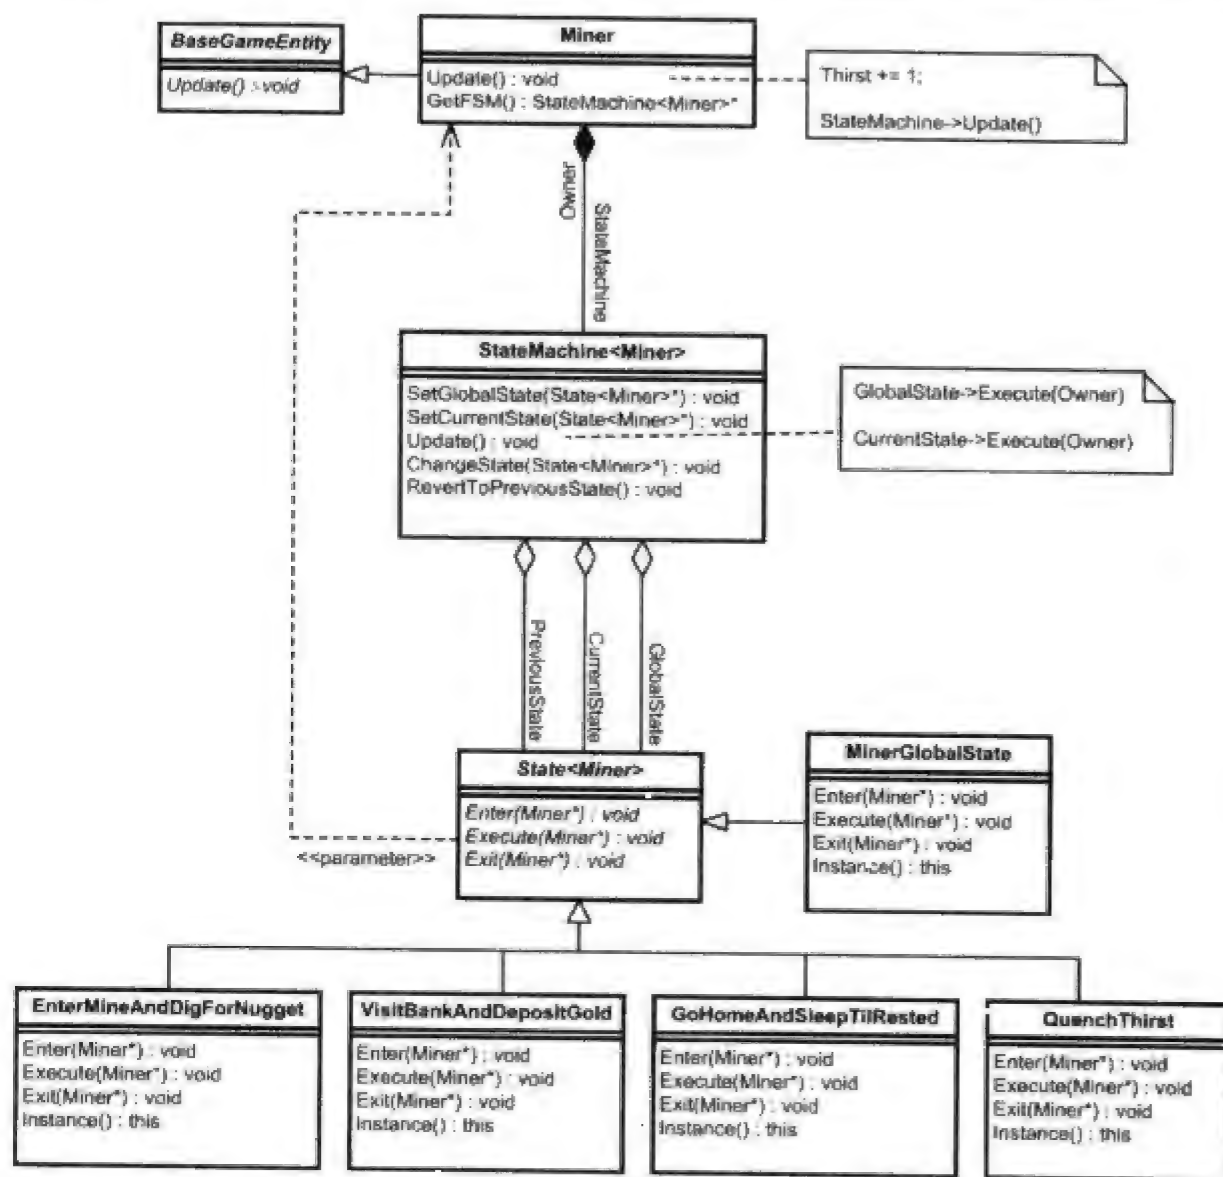 BaseGameEntity
Update() : void
Miner
Update() : void
GetFSM() : StateMachine<Miner>*
Thirst += 1;
StateMachine->Update()
Owner
StateMachine
StateMachine<Miner>
SetGlobalState(State<Miner>*) : void
SetCurrentState(State<Miner>*) : void
Update() : void
ChangeState(State<Miner>*) : void
RevertToPreviousState() : void
GlobalState->Execute(Owner)
CurrentState->Execute(Owner)
PreviousState
CurrentState
GlobalState
State<Miner>
Enter(Miner*) : void
Execute(Miner*) : void
Exit(Miner*) : void
<<parameter>>
MinerGlobalState
Enter(Miner*) : void
Execute(Miner*) : void
Exit(Miner*) : void
Instance() : this
EnterMineAndDigForNugget
Enter(Miner*) : void
Execute(Miner*) : void
Exit(Miner*) : void
Instance() : this
VisitBankAndDepositGold
Enter(Miner*) : void
Execute(Miner*) : void
Exit(Miner*) : void
Instance() : this
GoHomeAndSleepTilRested
Enter(Miner*) : void
Execute(Miner*) : void
Exit(Miner*) : void
Instance() : this
QuenchThirst
Enter(Miner*) : void
Execute(Miner*) : void
Exit(Miner*) : void
Instance() : this